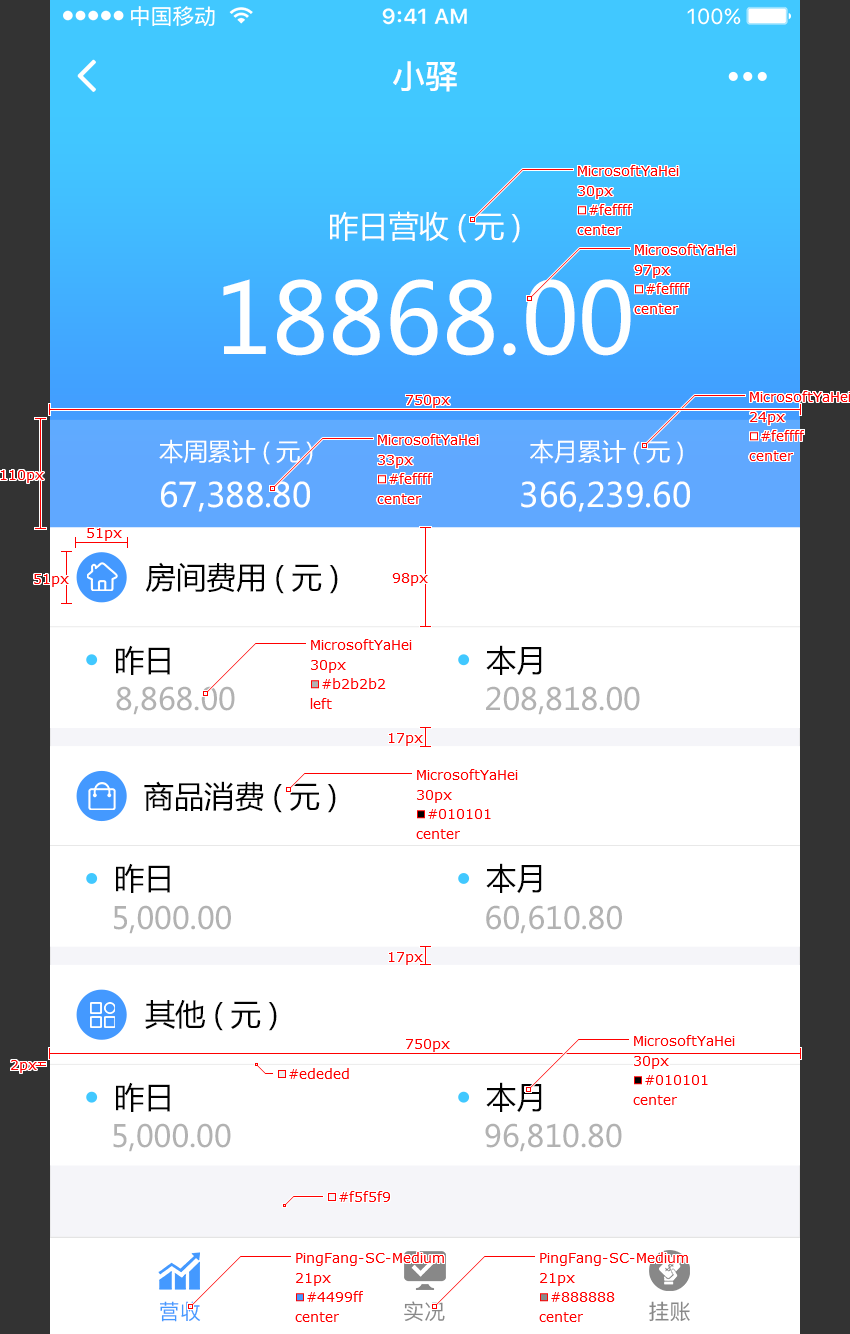 中国移动 9:41 AM 100%
小驿
MicrosoftYaHei
30px
#feffff
center
昨日营收(元)
MicrosoftYaHei
97px
#feffff
center
18868.00
750px
MicrosoftYaHei
24px
#feffff
center
110px
本周累计(元)
67,388.80
MicrosoftYaHei
33px
#feffff
center
本月累计(元)
366,239.60
51px
51px
房间费用(元)
98px
昨日
8,868.00
MicrosoftYaHei
30px
#b2b2b2
left
本月
208,818.00
17px
商品消费(元)
MicrosoftYaHei
30px
#010101
center
昨日
5,000.00
本月
60,610.80
17px
其他(元)
750px
2px
#ededed
MicrosoftYaHei
30px
#010101
center
昨日
5,000.00
本月
96,810.80
#f5f5f9
PingFang-SC-Medium
21px
#4499ff
center
PingFang-SC-Medium
21px
#888888
center
营收
实况
挂账